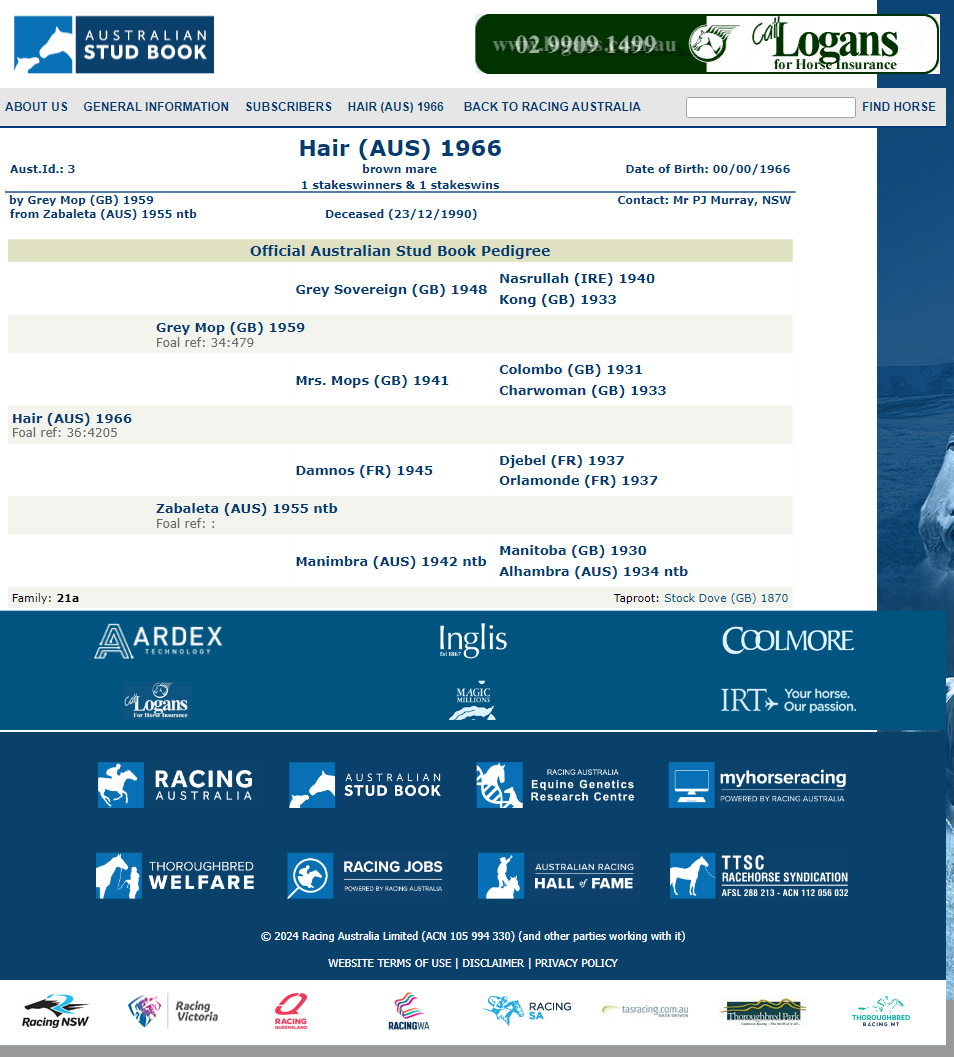 AUSTRALIAN
STUD BOOK
02 9909 1499
Call Logans
for Horse Insurance
ABOUT US GENERAL INFORMATION SUBSCRIBERS HAIR (AUS) 1966 BACK TO RACING AUSTRALIA FIND HORSE
Hair (AUS) 1966
Aust.Id.: 3 brown mare Date of Birth: 00/00/1966
1 stakeswinners & 1 stakeswins
by Grey Mop (GB) 1959 Contact: Mr PJ Murray, NSW
from Zabaleta (AUS) 1955 ntb Deceased (23/12/1990)
Official Australian Stud Book Pedigree
Nasrullah (IRE) 1940
Grey Sovereign (GB) 1948
Kong (GB) 1933
Grey Mop (GB) 1959
Foal ref: 34:479
Colombo (GB) 1931
Mrs. Mops (GB) 1941
Charwoman (GB) 1933
Hair (AUS) 1966
Foal ref: 36:4205
Djebel (FR) 1937
Damnos (FR) 1945
Orlamonde (FR) 1937
Zabaleta (AUS) 1955 ntb
Foal ref: :
Manitoba (GB) 1930
Manimbra (AUS) 1942 ntb
Alhambra (AUS) 1934 ntb
Family: 21a Taproot: Stock Dove (GB) 1870
ARDEX
TECHNOLOGY
Inglis
Est 1867
COOLMORE
Call Logans
For Horse Insurance
MAGIC
MILLIONS
IRT Your horse.
Our passion.
RACING
AUSTRALIA
AUSTRALIAN
STUD BOOK
RACING AUSTRALIA
Equine Genetics
Research Centre
myhorseracing
POWERED BY RACING AUSTRALIA
THOROUGHBRED
WELFARE
RACING JOBS
POWERED BY RACING AUSTRALIA
AUSTRALIAN RACING
HALL of FAME
TTSC
RACEHORSE SYNDICATION
AFSL 288 213 - ACN 112 056 032
© 2024 Racing Australia Limited (ACN 105 994 330) (and other parties working with it)
WEBSITE TERMS OF USE | DISCLAIMER | PRIVACY POLICY
Racing NSW
Racing
Victoria
RACING
QUEENSLAND
RACINGWA
RACING
SA
tasracing.com.au
DATA DRIVEN
Thoroughbred Park
THOROUGHBRED
RACING NT